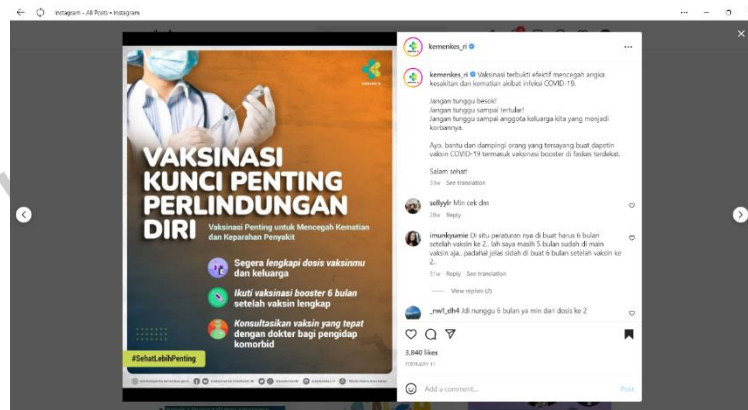 Instagram - All Posts • Instagram
kemenkes_ri
VAKSINASI
KUNCI PENTING
PERLINDUNGAN
DIRI
Vaksinasi Penting untuk Mencegah Kematian
dan Keparahan Penyakit
Segera lengkapi dosis vaksinmu
dan keluarga
Ikuti vaksinasi booster 6 bulan
setelah vaksin lengkap
Konsultasikan vaksin yang tepat
dengan dokter bagi pengidap
komorbid
#SehatLebihPenting
kemenkes_ri Vaksinasi terbukti efektif mencegah angka
kesakitan dan kematian akibat infeksi COVID-19.
Jangan tunggu besok!
Jangan tunggu sampai tertular!
Jangan tunggu sampai anggota keluarga kita yang menjadi
korbannya.
Ayo, bantu dan dampingi orang yang tersayang buat dapetin
vaksin COVID-19 termasuk vaksinasi booster di faskes terdekat.
Salam sehat!
See translation
sellyylr Min cek dm
Reply
imunkyurnie Di situ peraturan nya di buat harus 6 bulan
setelah vaksin ke 2.. lah saya masih 5 bulan sudah di main
vaksin aja.. padahal jelas sidah di buat 6 bulan setelah vaksin ke
2..
Reply See translation
View replies (2)
_nw1_dh4 Jdi nunggu 6 bulan ya min dari dosis ke 2
3,840 likes
FEBRUARY 11
Add a comment...
Post